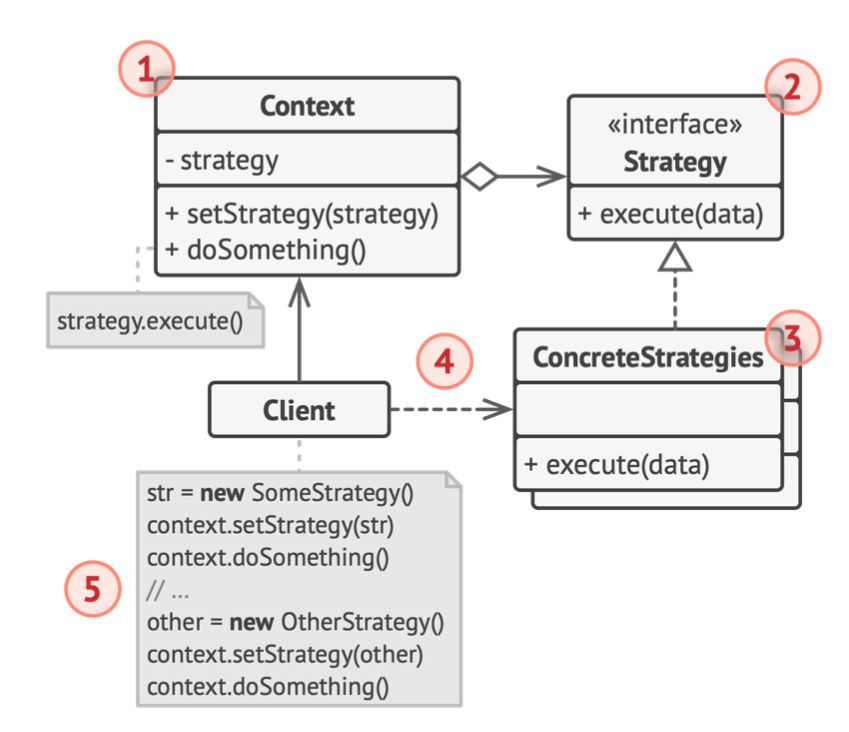 1
Context
- strategy
+ setStrategy(strategy)
+ doSomething()
strategy.execute()
2
«interface»
Strategy
+ execute(data)
3
ConcreteStrategies
+ execute(data)
4
Client
5
str = new SomeStrategy()
context.setStrategy(str)
context.doSomething()
// ...
other = new OtherStrategy()
context.setStrategy(other)
context.doSomething()